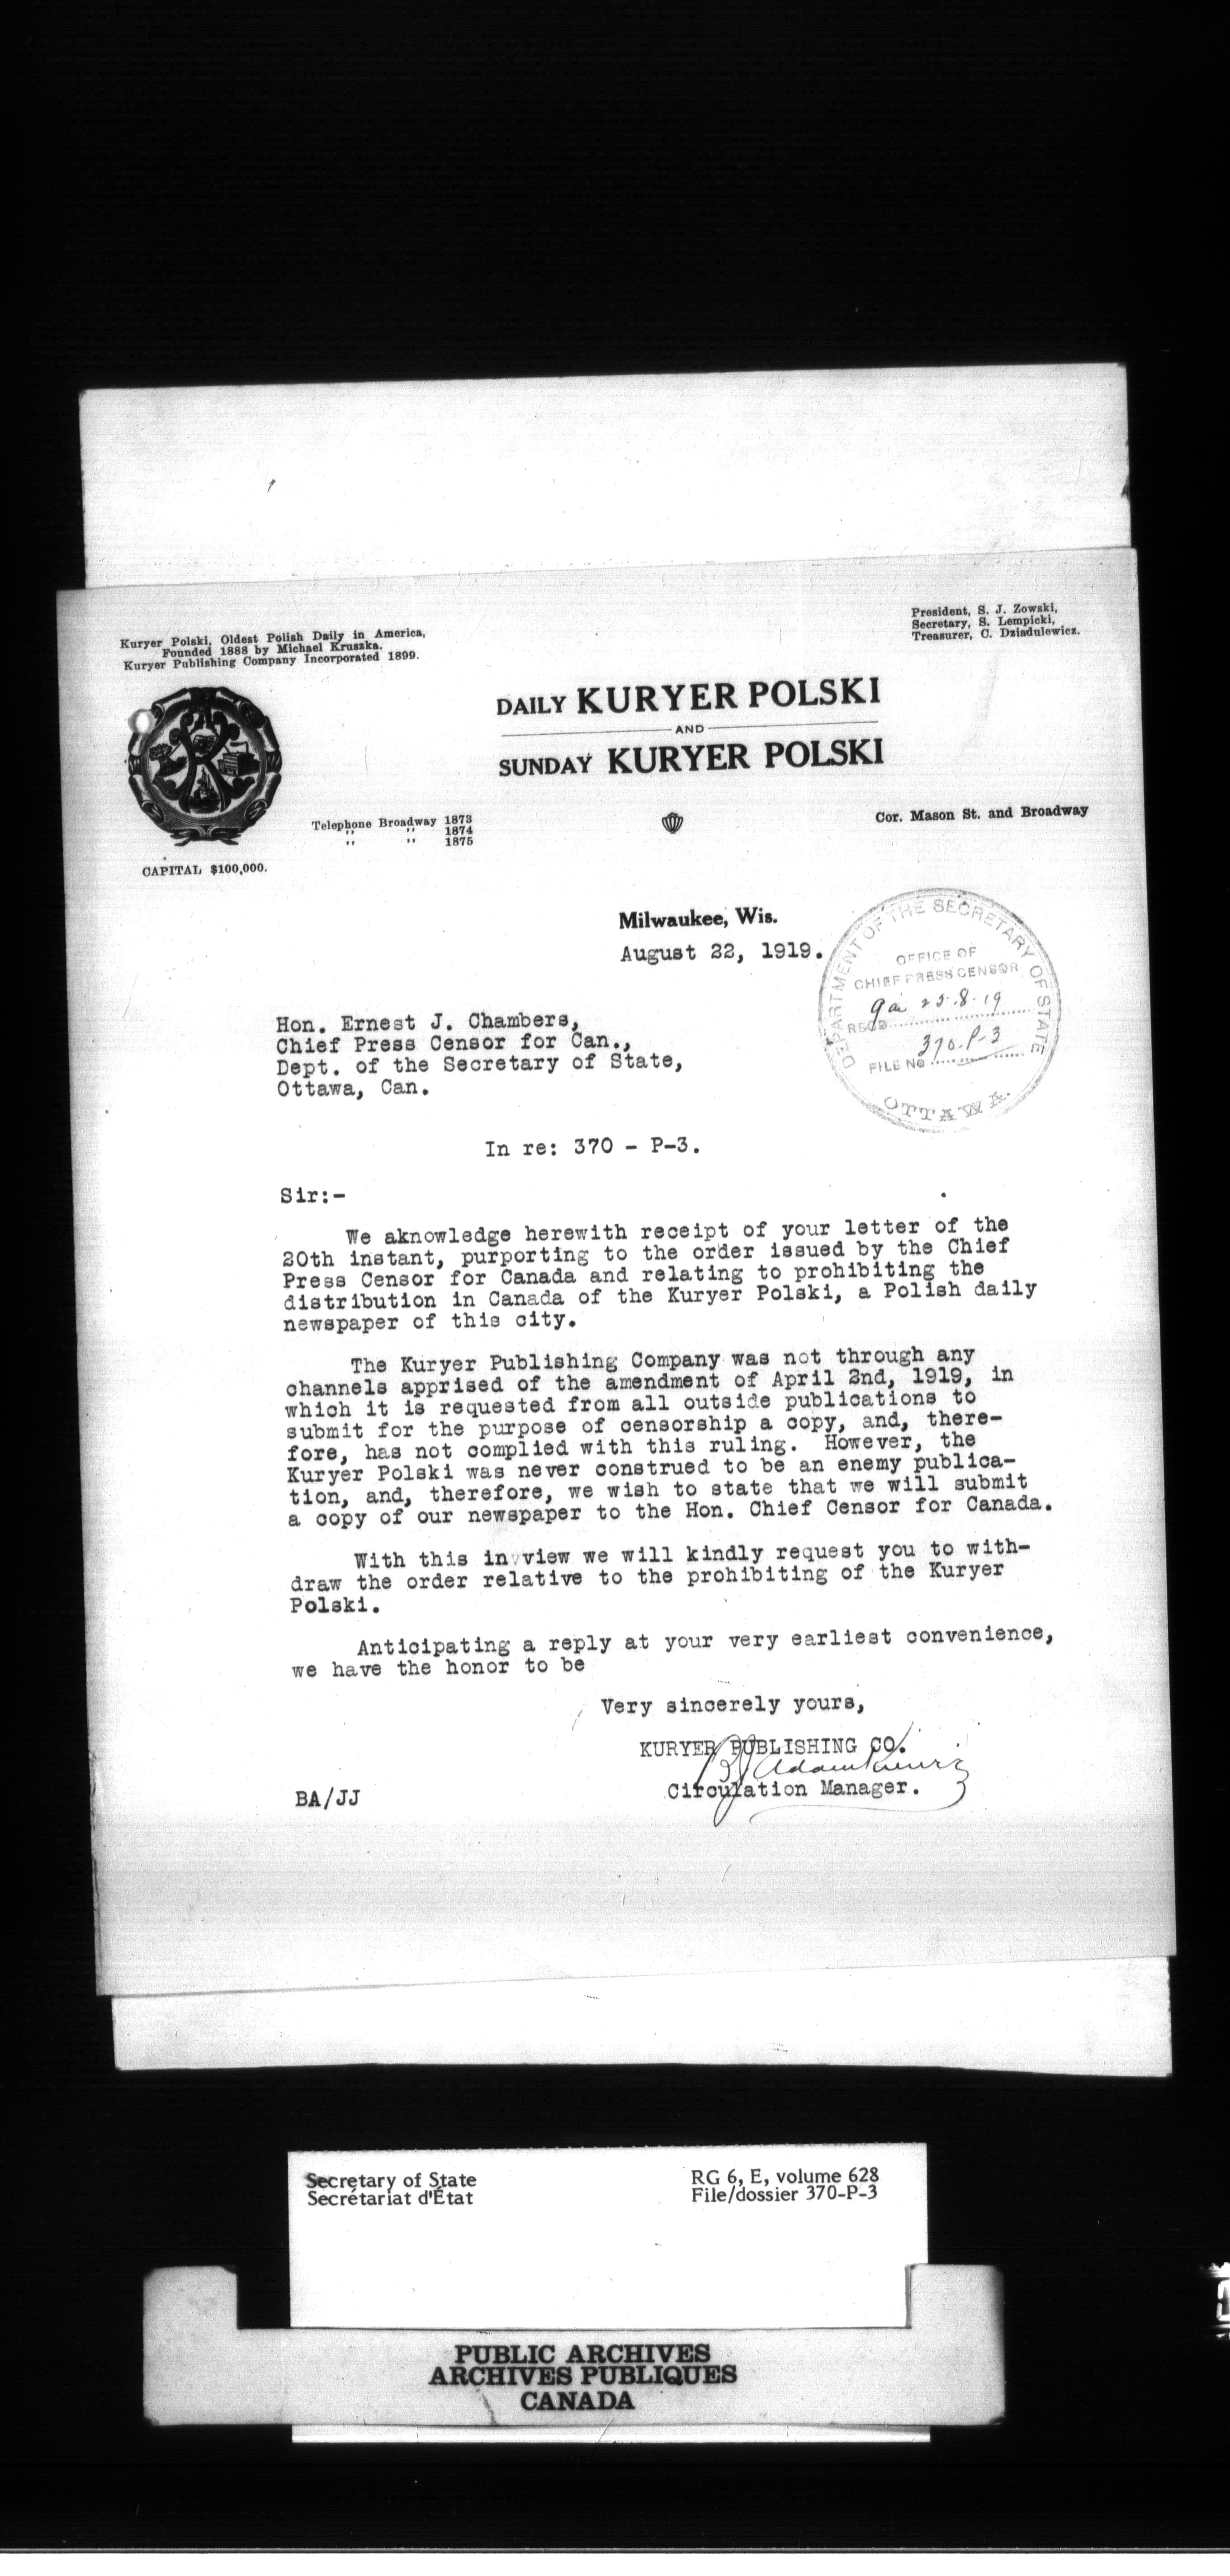 Kuryer Polski, Oldest Polish Daily in America,
Founded 1888 by Michael Kruszka.
Kuryer Publishing Company Incorporated 1899.
President, S. J. Zowski,
Secretary, S. Lempicki,
Treasurer, C. Dziadulewicz.
DAILY KURYER POLSKI
AND
SUNDAY KURYER POLSKI
Telephone Broadway 1873
" " 1874
" " 1875
Cor. Mason St. and Broadway
CAPITAL $100,000.
Milwaukee, Wis.
August 22, 1919.
DEPARTMENT OF THE SECRETARY OF STATE
OFFICE OF
CHIEF PRESS CENSOR
REC'D 25.8.19
FILE No 370-P-3
OTTAWA.
Hon. Ernest J. Chambers,
Chief Press Censor for Can.,
Dept. of the Secretary of State,
Ottawa, Can.
In re: 370 - P-3.
Sir:-
We aknowledge herewith receipt of your letter of the
20th instant, purporting to the order issued by the Chief
Press Censor for Canada and relating to prohibiting the
distribution in Canada of the Kuryer Polski, a Polish daily
newspaper of this city.
The Kuryer Publishing Company was not through any
channels apprised of the amendment of April 2nd, 1919, in
which it is requested from all outside publications to
submit for the purpose of censorship a copy, and, there-
fore, has not complied with this ruling. However, the
Kuryer Polski was never construed to be an enemy publica-
tion, and, therefore, we wish to state that we will submit
a copy of our newspaper to the Hon. Chief Censor for Canada.
With this in view we will kindly request you to with-
draw the order relative to the prohibiting of the Kuryer
Polski.
Anticipating a reply at your very earliest convenience,
we have the honor to be
Very sincerely yours,
KURYER PUBLISHING CO.
Circulation Manager.
BA/JJ
Secretary of State
Secrétariat d'État
RG 6, E, volume 628
File/dossier 370-P-3
PUBLIC ARCHIVES
ARCHIVES PUBLIQUES
CANADA